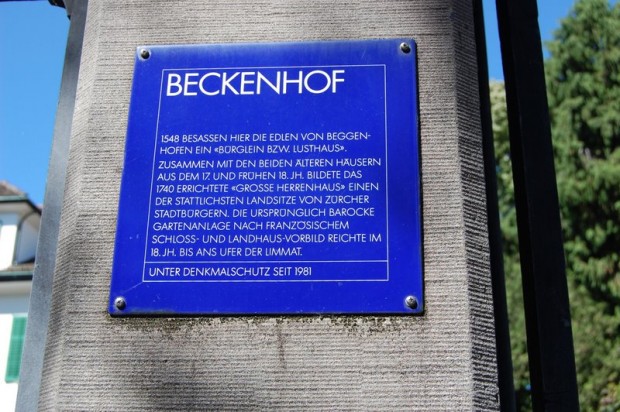 BECKENHOF
1548 BESASSEN HIER DIE EDLEN VON BEGGEN-
HOFEN EIN «BÜRGLEIN BZW. LUSTHAUS».
ZUSAMMEN MIT DEN BEIDEN ÄLTEREN HÄUSERN
AUS DEM 17. UND FRÜHEN 18. JH. BILDETE DAS
1740 ERRICHTETE «GROSSE HERRENHAUS» EINEN
DER STATTLICHSTEN LANDSITZE VON ZÜRCHER
STADTBÜRGERN. DIE URSPRÜNGLICH BAROCKE
GARTENANLAGE NACH FRANZÖSISCHEM
SCHLOSS- UND LANDHAUS-VORBILD REICHTE IM
18. JH. BIS ANS UFER DER LIMMAT.
UNTER DENKMALSCHUTZ SEIT 1981